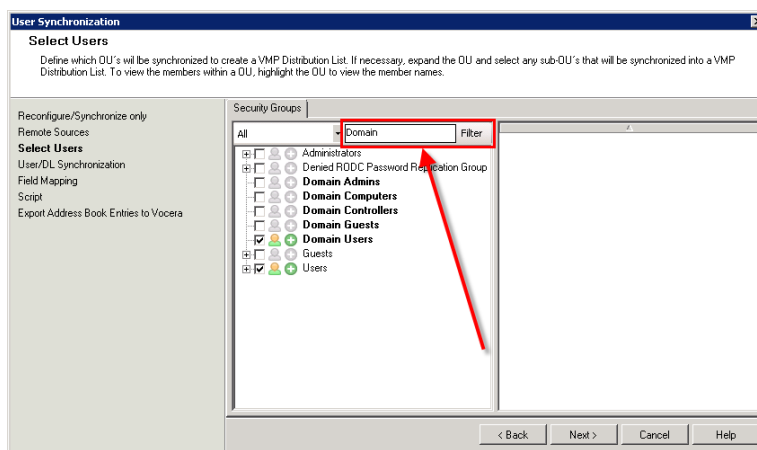 User Synchronization
Select Users
Define which OU's will be synchronized to create a VMP Distribution List. If necessary, expand the OU and select any sub-OU's that will be synchronized into a VMP
Distribution List. To view the members within a OU, highlight the OU to view the member names.
Reconfigure/Synchronize only
Remote Sources
Select Users
User/DL Synchronization
Field Mapping
Script
Export Address Book Entries to Vocera
Security Groups
All
Domain
Filter
Administrators
Denied RODC Password Replication Group
Domain Admins
Domain Computers
Domain Controllers
Domain Guests
Domain Users
Guests
Users
< Back
Next >
Cancel
Help